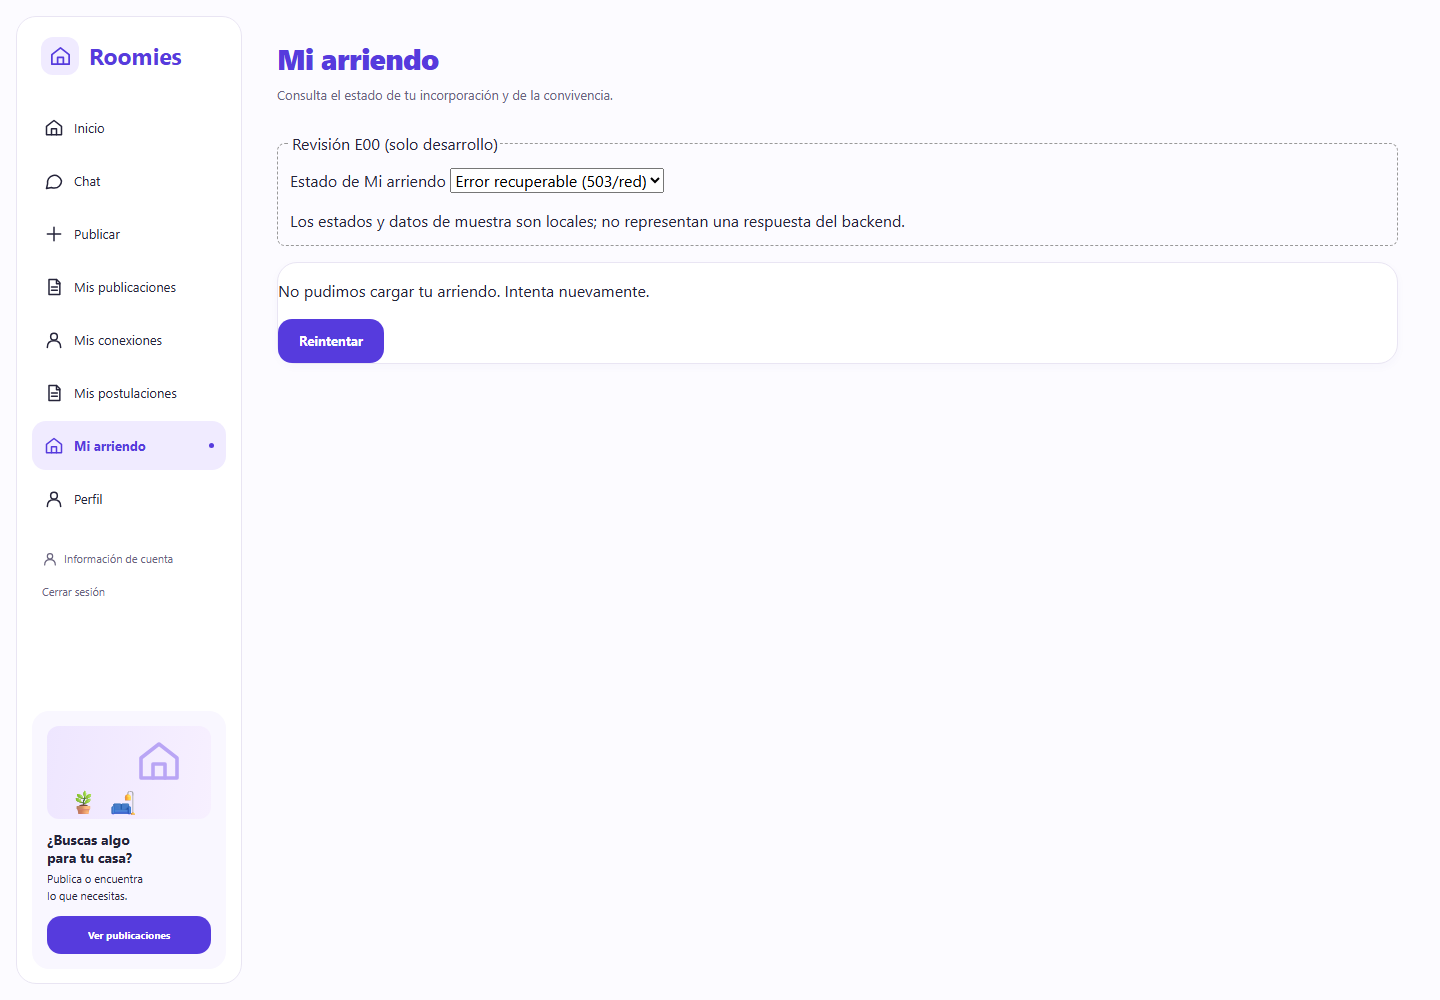 Roomies
Inicio
Chat
Publicar
Mis publicaciones
Mis conexiones
Mis postulaciones
Mi arriendo
Perfil
Información de cuenta
Cerrar sesión
¿Buscas algo
para tu casa?
Publica o encuentra
lo que necesitas.
Ver publicaciones
Mi arriendo
Consulta el estado de tu incorporación y de la convivencia.
Revisión E00 (solo desarrollo)
Estado de Mi arriendo Error recuperable (503/red)
Los estados y datos de muestra son locales; no representan una respuesta del backend.
No pudimos cargar tu arriendo. Intenta nuevamente.
Reintentar